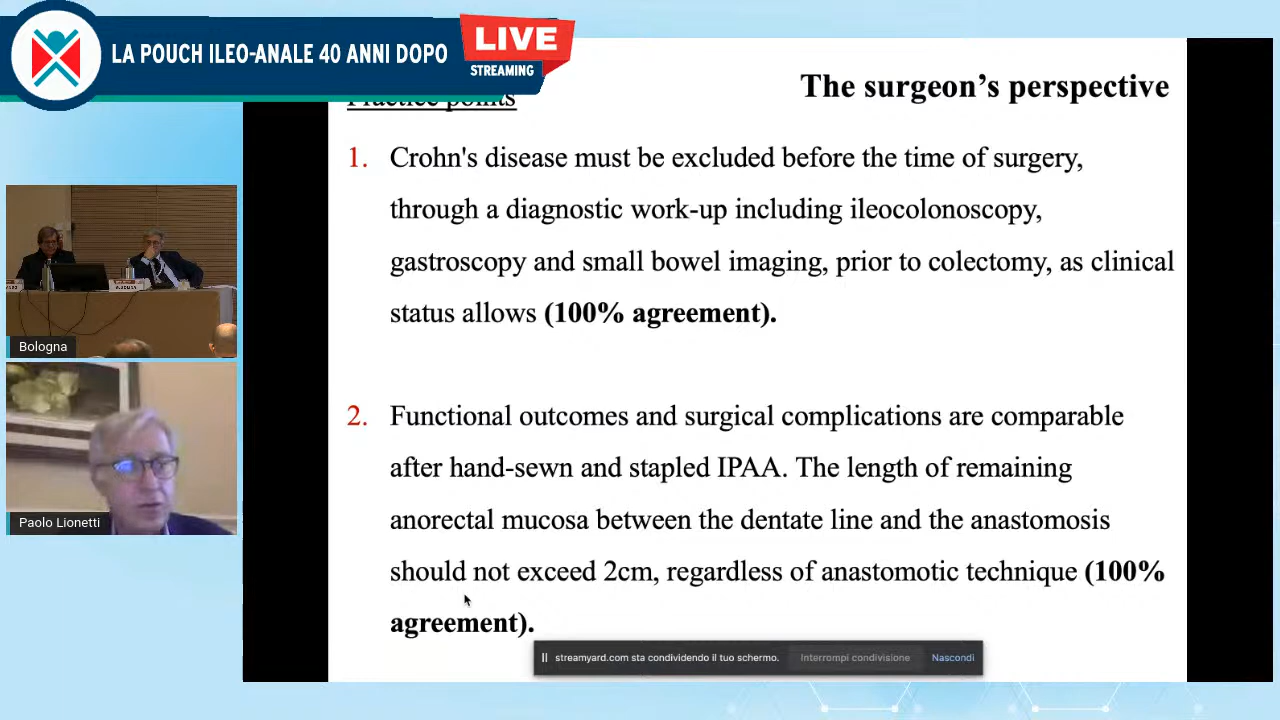 LA POUCH ILEO-ANALE 40 ANNI DOPO
LIVE
STREAMING
The surgeon's perspective
Practice points
1. Crohn's disease must be excluded before the time of surgery,
through a diagnostic work-up including ileocolonoscopy,
gastroscopy and small bowel imaging, prior to colectomy, as clinical
status allows (100% agreement).
2. Functional outcomes and surgical complications are comparable
after hand-sewn and stapled IPAA. The length of remaining
anorectal mucosa between the dentate line and the anastomosis
should not exceed 2cm, regardless of anastomotic technique (100%
agreement).
Bologna
Paolo Lionetti
streamyard.com sta condividendo il tuo schermo.
Interrompi condivisione
Nascondi